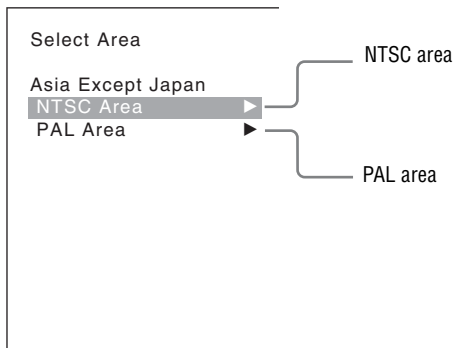 Select Area
NTSC area
Asia Except Japan
NTSC Area
PAL Area
PAL area